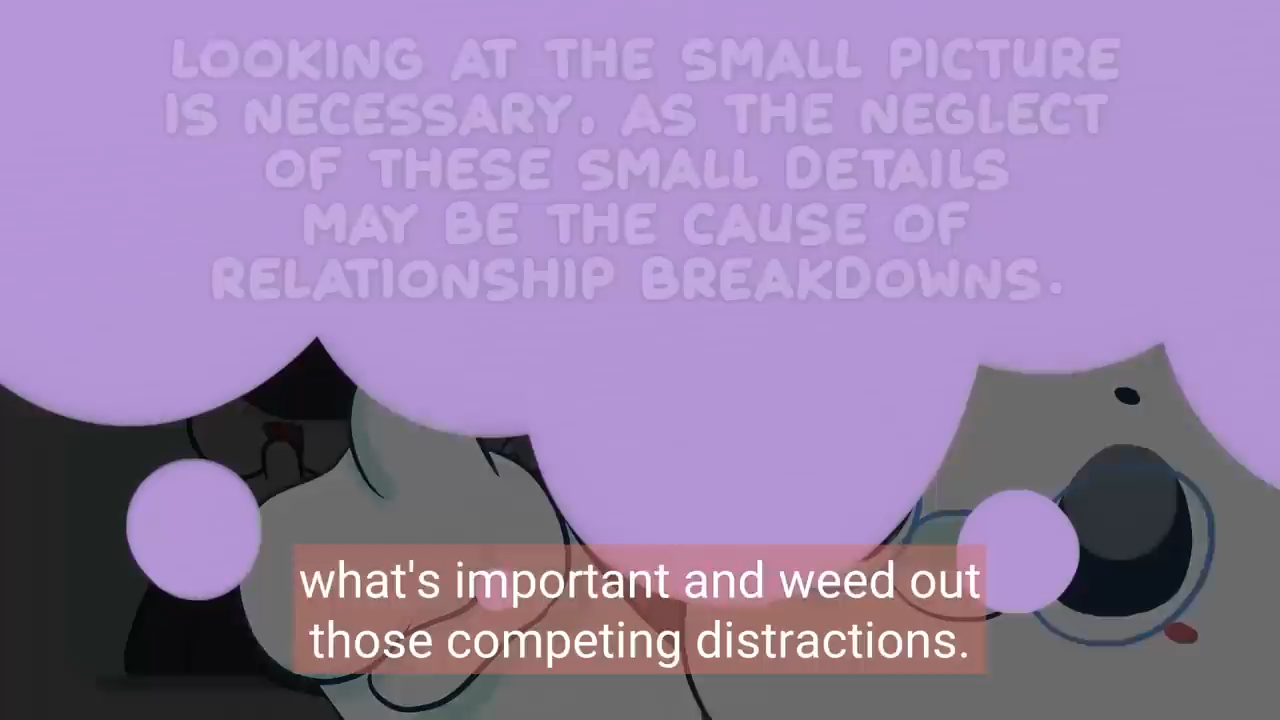 LOOKING AT THE SMALL PICTURE
IS NECESSARY, AS THE NEGLECT
OF THESE SMALL DETAILS
MAY BE THE CAUSE OF
RELATIONSHIP BREAKDOWNS.
what's important and weed out
those competing distractions.